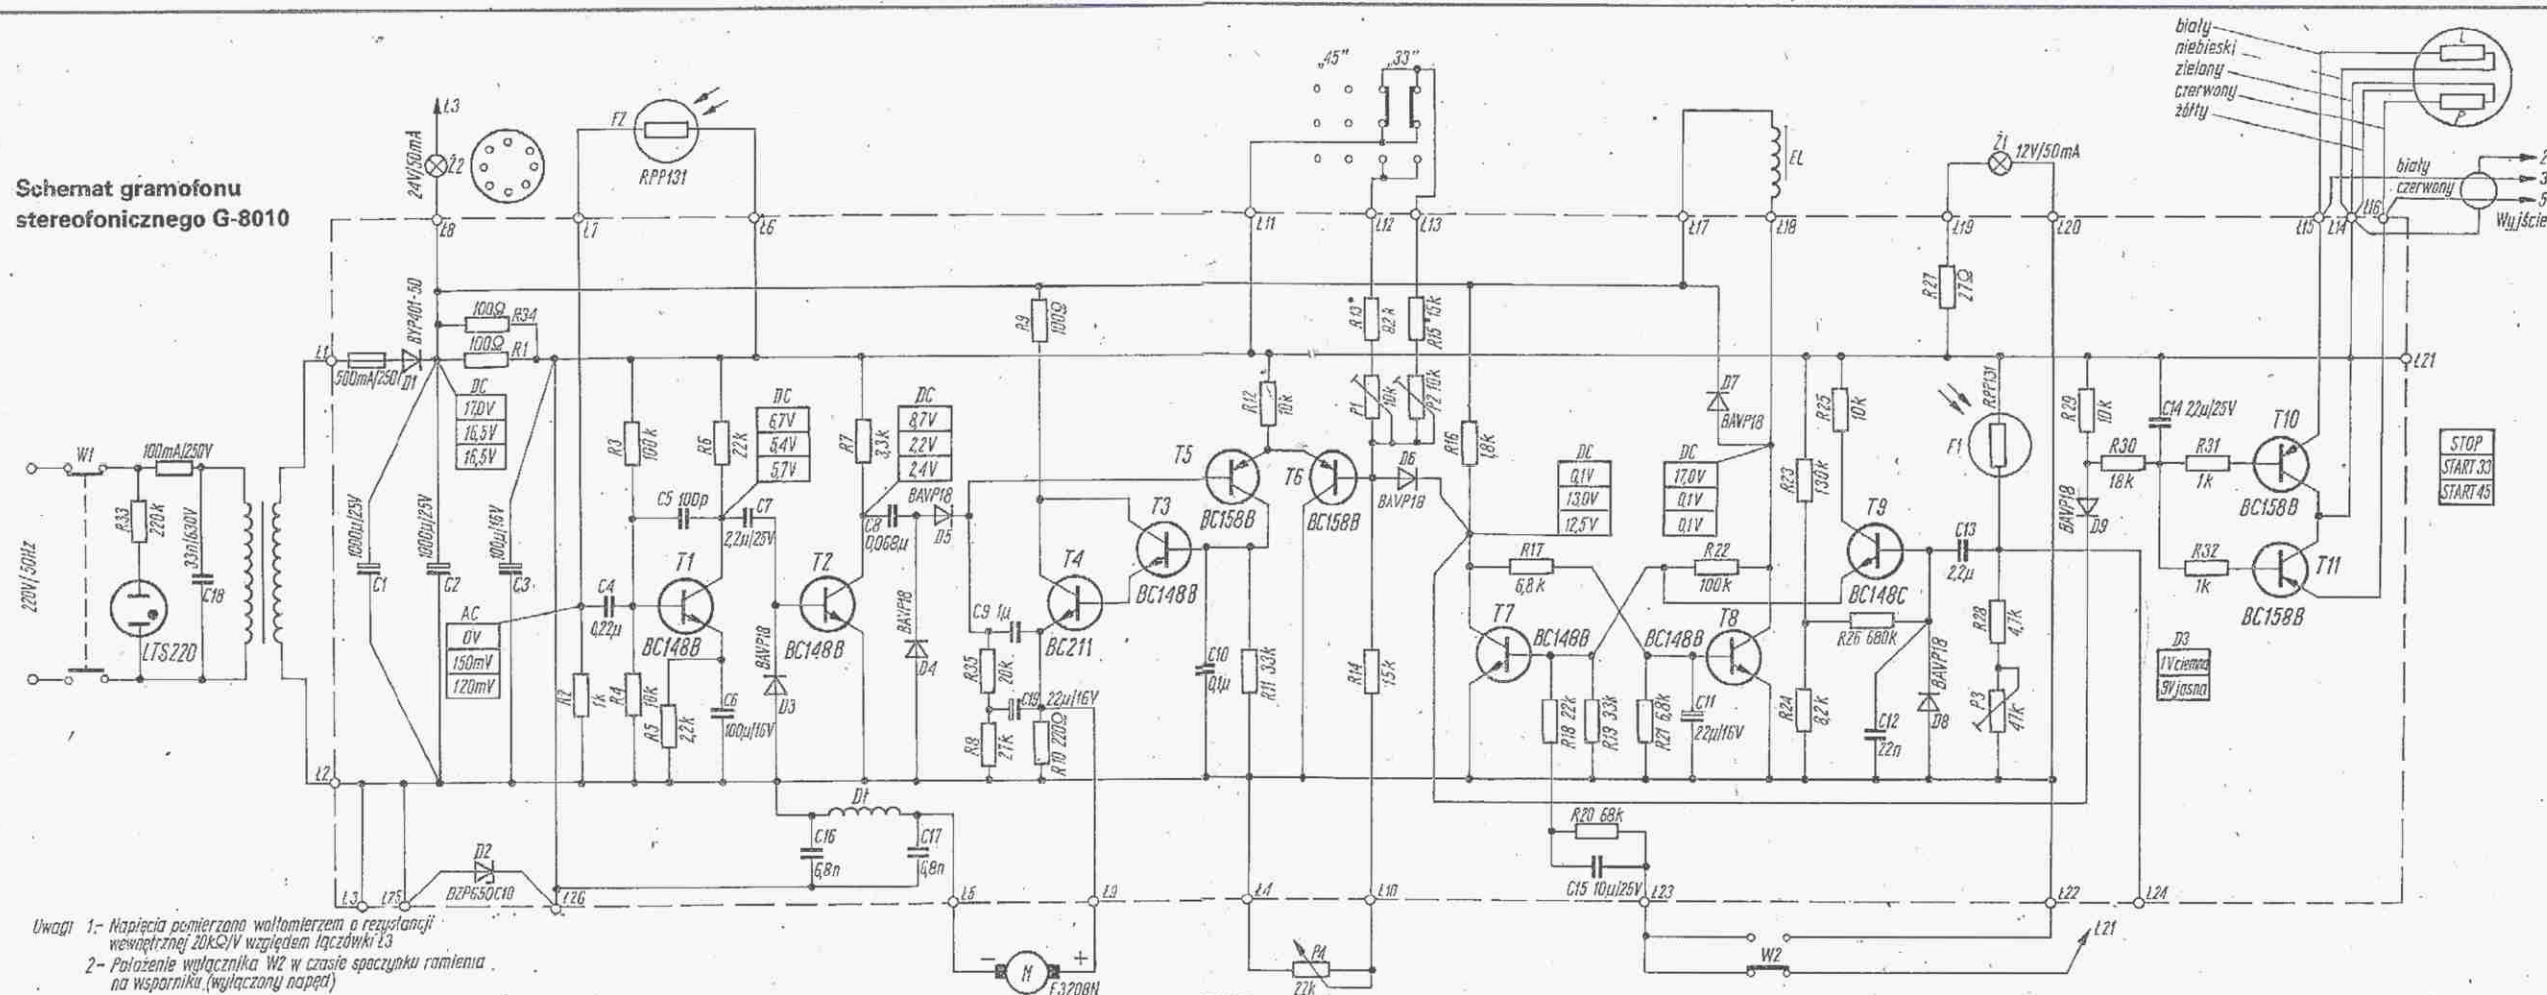 Schemat gramofonu
stereofonicznego G-8010
220V/50Hz
W1
100mA/250V
R33
220k
33n/630V
C18
LTS220
24V/50mA
Ł3
Ż2
Ł8
Ł7
FZ
RPP131
Ł6
Ł1
500mA/250V
D1
BYP401-50
100Ω
R34
100Ω
R1
DC
17,0V
16,5V
16,5V
1000µ/25V
C1
1000µ/25V
C2
100µ/16V
C3
AC
0V
150mV
120mV
C4
0,22µ
R2
1k
R3
100k
R4
10k
R5
2,2k
R6
22k
C5 100p
T1
BC148B
C6
100µ/16V
DC
6,7V
5,4V
5,7V
C7
2,2µ/25V
BAVP18
D3
T2
BC148B
R7
3,3k
DC
8,7V
2,2V
2,4V
C8
0,068µ
BAVP18
D5
BAVP18
D4
R9
100Ω
C9 1µ
R35
20k
R8
27k
C19
22µ/16V
R10 220Ω
T4
BC211
T3
BC148B
C10
0,1µ
R11 33k
T5
BC158B
T6
BC158B
R12
10k
"45"
"33"
Ł11
Ł12
Ł13
R13*
82k
R15*
15k
P1
10k
P2 10k
D6
BAVP18
R14
15k
R16
1,8k
DC
0,1V
13,0V
12,5V
DC
17,0V
0,1V
0,1V
EL
Ł17
Ł18
D7
BAVP18
R17
6,8k
R22
100k
T7
BC148B
BC148B
T8
R18 22k
R19 33k
R21 6,8k
C11
22µ/16V
R20 68k
C15 10µ/25V
Ż1
12V/50mA
Ł19
Ł20
R27
27Ω
R23
130k
R24
8,2k
R25
10k
T9
BC148C
R26 680k
C12
22n
BAVP18
D8
C13
2,2µ
RPP131
F1
R28
4,7k
P3
47k
R29
10k
BAVP18
D9
R30
18k
C14 22µ/25V
R31
1k
R32
1k
T10
BC158B
T11
BC158B
biały
niebieski
zielony
czerwony
żółty
L
P
biały
czerwony
2
3
5
Wyjście
Ł15
Ł14
Ł16
Ł21
STOP
START 33
START 45
D3
1V ciemna
9V jasna
Ł2
Ł3
Ł25
D2
BZP650C10
Ł26
Dł
C16
6,8n
C17
6,8n
Ł5
Ł9
Ł4
Ł10
Ł23
Ł22
Ł24
M
F3208N
P4
22k
W2
Ł21
Uwagi 1.- Napięcia pomierzono woltomierzem o rezystancji
wewnętrznej 20kΩ/V względem łączówki Ł3
2- Położenie wyłącznika W2 w czasie spoczynku ramienia
na wsporniku (wyłączony napęd)